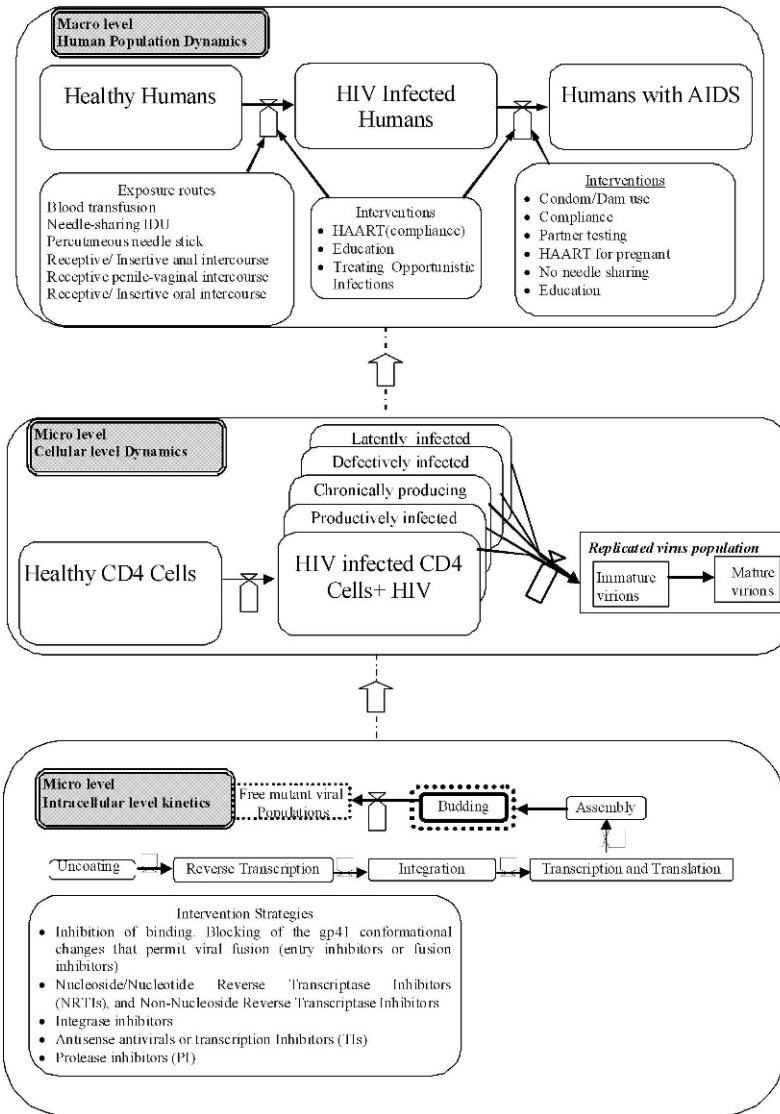 Macro level
Human Population Dynamics
Healthy Humans
HIV Infected
Humans
Humans with AIDS
Exposure routes
Blood transfusion
Needle-sharing IDU
Percutaneous needle stick
Receptive/ Insertive anal intercourse
Receptive penile-vaginal intercourse
Receptive/ Insertive oral intercourse
Interventions
• HAART(compliance)
• Education
• Treating Opportunistic
Infections
Interventions
• Condom/Dam use
• Compliance
• Partner testing
• HAART for pregnant
• No needle sharing
• Education
Micro level
Cellular level Dynamics
Latently infected
Defectively infected
Chronically producing
Productively infected
Healthy CD4 Cells
HIV infected CD4
Cells+ HIV
Replicated virus population
Immature
virions
Mature
virions
Micro level
Intracellular level kinetics
Free mutant viral
Populations
Budding
Assembly
Uncoating
Reverse Transcription
Integration
Transcription and Translation
Intervention Strategies
• Inhibition of binding. Blocking of the gp41 conformational
changes that permit viral fusion (entry inhibitors or fusion
inhibitors)
• Nucleoside/Nucleotide Reverse Transcriptase Inhibitors
(NRTIs), and Non-Nucleoside Reverse Transcriptase Inhibitors
• Integrase inhibitors
• Antisense antivirals or transcription Inhibitors (TIs)
• Protease inhibitors (PI)